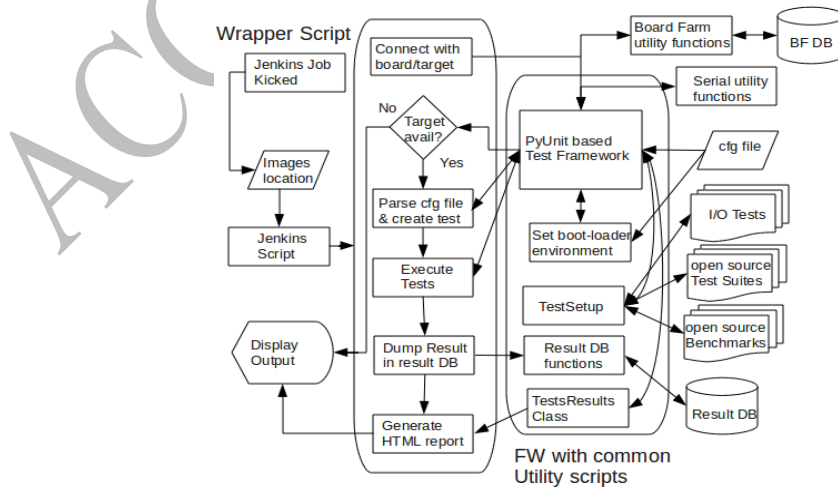 Wrapper Script
Jenkins Job
Kicked
Images
location
Jenkins
Script
Display
Output
Connect with
board/target
No
Target
avail?
Yes
Parse cfg file
& create test
Execute
Tests
Dump Result
in result DB
Generate
HTML report
Board Farm
utility functions
BF DB
Serial utility
functions
PyUnit based
Test Framework
cfg file
Set boot-loader
environment
I/O Tests
TestSetup
open source
Test Suites
open source
Benchmarks
Result DB
functions
TestsResults
Class
Result DB
FW with common
Utility scripts